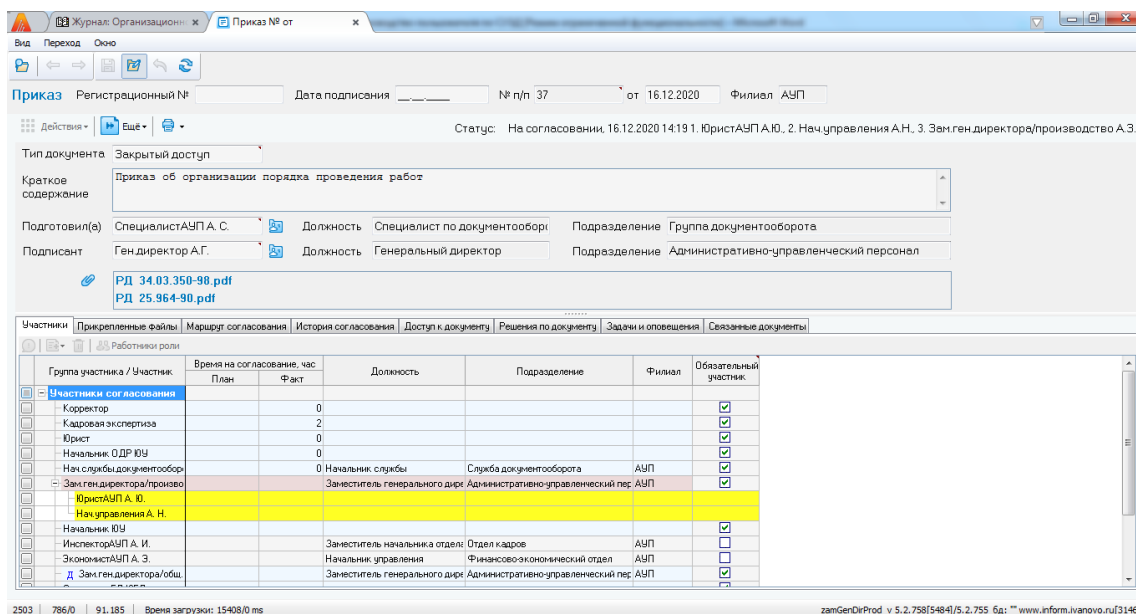 Журнал: Организационн
Приказ № от
Вид Переход Окно
Приказ Регистрационный № Дата подписания __.__.____ № п/п 37 от 16.12.2020 Филиал АУП
Действия Ещё
Статус: На согласовании, 16.12.2020 14:19 1. ЮристАУП А.Ю., 2. Нач.управления А.Н., 3. Зам.ген.директора/производство А.З.
Тип документа Закрытый доступ
Краткое содержание
Приказ об организации порядка проведения работ
Подготовил(а) СпециалистАУП А. С. Должность Специалист по документообор Подразделение Группа документооборота
Подписант Ген.директор А.Г. Должность Генеральный директор Подразделение Административно-управленческий персонал
РД 34.03.350-98.pdf
РД 25.964-90.pdf
Участники Прикрепленные файлы Маршрут согласования История согласования Доступ к документу Решения по документу Задачи и оповещения Связанные документы
Работники роли
Группа участника / Участник Время на согласование, час Должность Подразделение Филиал Обязательный участник
План Факт
Участники согласования
Корректор 0
Кадровая экспертиза 2
Юрист 0
Начальник ОДР ЮУ 0
Нач.службы.документообор 0 Начальник службы Служба документооборота АУП
Зам.ген.директора/произво Заместитель генерального дире Административно-управленческий пер АУП
ЮристАУП А. Ю.
Нач.управления А. Н.
Начальник ЮУ
ИнспекторАУП А. И. Заместитель начальника отдела Отдел кадров АУП
ЭкономистАУП А. Э. Начальник управления Финансово-экономический отдел АУП
Д Зам.ген.директора/общ. Заместитель генерального дире Административно-управленческий пер АУП
2503 786/0 91.185 Время загрузки: 15408/0 ms zamGenDirProd v 5.2.758[5484]/5.2.755 бд: "" www.inform.ivanovo.ru[3146